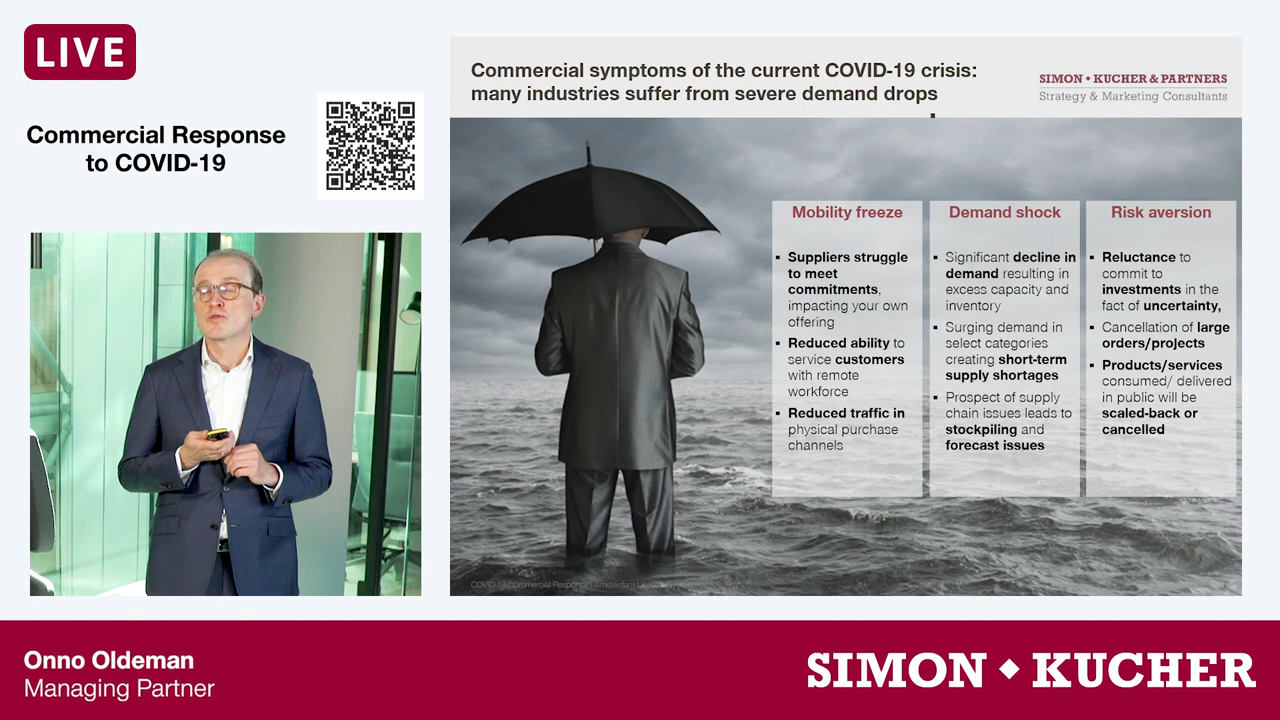 LIVE
Commercial Response
to COVID-19
Commercial symptoms of the current COVID-19 crisis:
many industries suffer from severe demand drops
SIMON • KUCHER & PARTNERS
Strategy & Marketing Consultants
Mobility freeze
▪ Suppliers struggle
to meet
commitments,
impacting your own
offering
▪ Reduced ability to
service customers
with remote
workforce
▪ Reduced traffic in
physical purchase
channels
Demand shock
▪ Significant decline in
demand resulting in
excess capacity and
inventory
▪ Surging demand in
select categories
creating short-term
supply shortages
▪ Prospect of supply
chain issues leads to
stockpiling and
forecast issues
Risk aversion
▪ Reluctance to
commit to
investments in the
fact of uncertainty,
▪ Cancellation of large
orders/projects
▪ Products/services
consumed/ delivered
in public will be
scaled-back or
cancelled
COVID-19 Commercial Response | Amsterdam
Onno Oldeman
Managing Partner
SIMON ◆ KUCHER